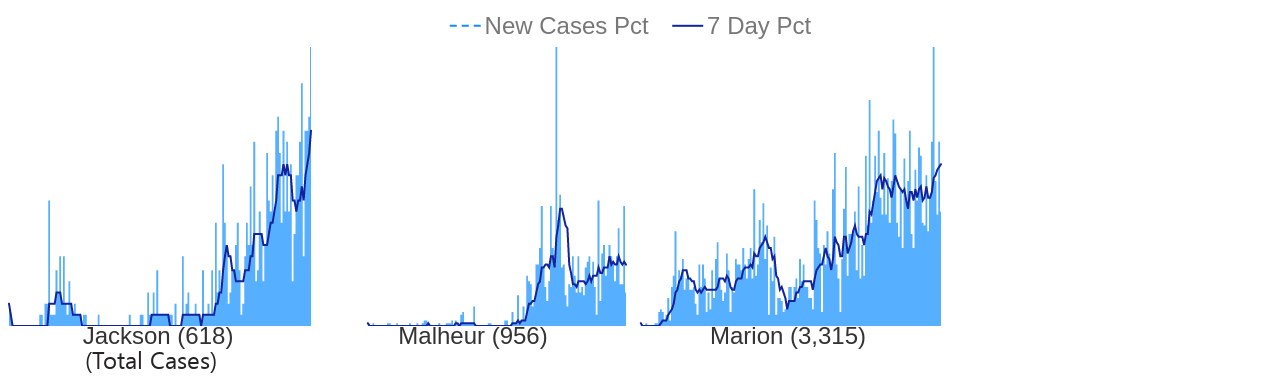 New Cases Pct 7 Day Pct
Jackson (618) Malheur (956) Marion (3,315)
(Total Cases)